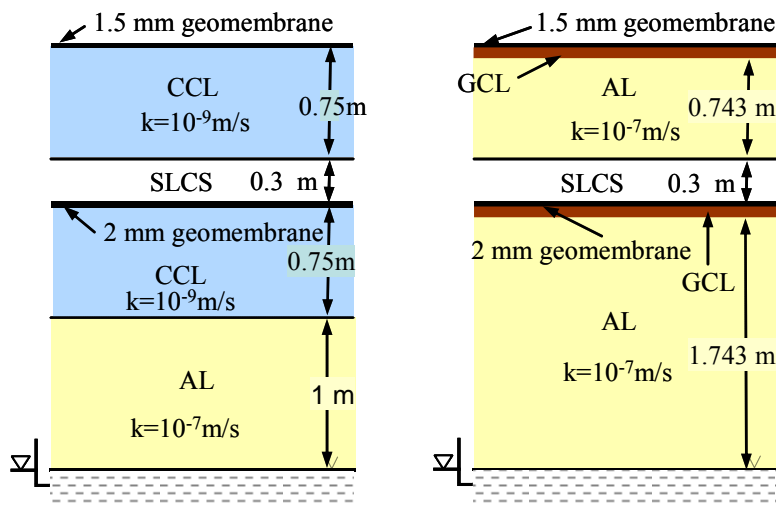 1.5 mm geomembrane
CCL
k=10⁻⁹m/s
0.75m
SLCS 0.3 m
2 mm geomembrane
0.75m
CCL
k=10⁻⁹m/s
AL
1 m
k=10⁻⁷m/s
1.5 mm geomembrane
GCL
AL
0.743 m
k=10⁻⁷m/s
SLCS 0.3 m
2 mm geomembrane
GCL
AL
1.743 m
k=10⁻⁷m/s